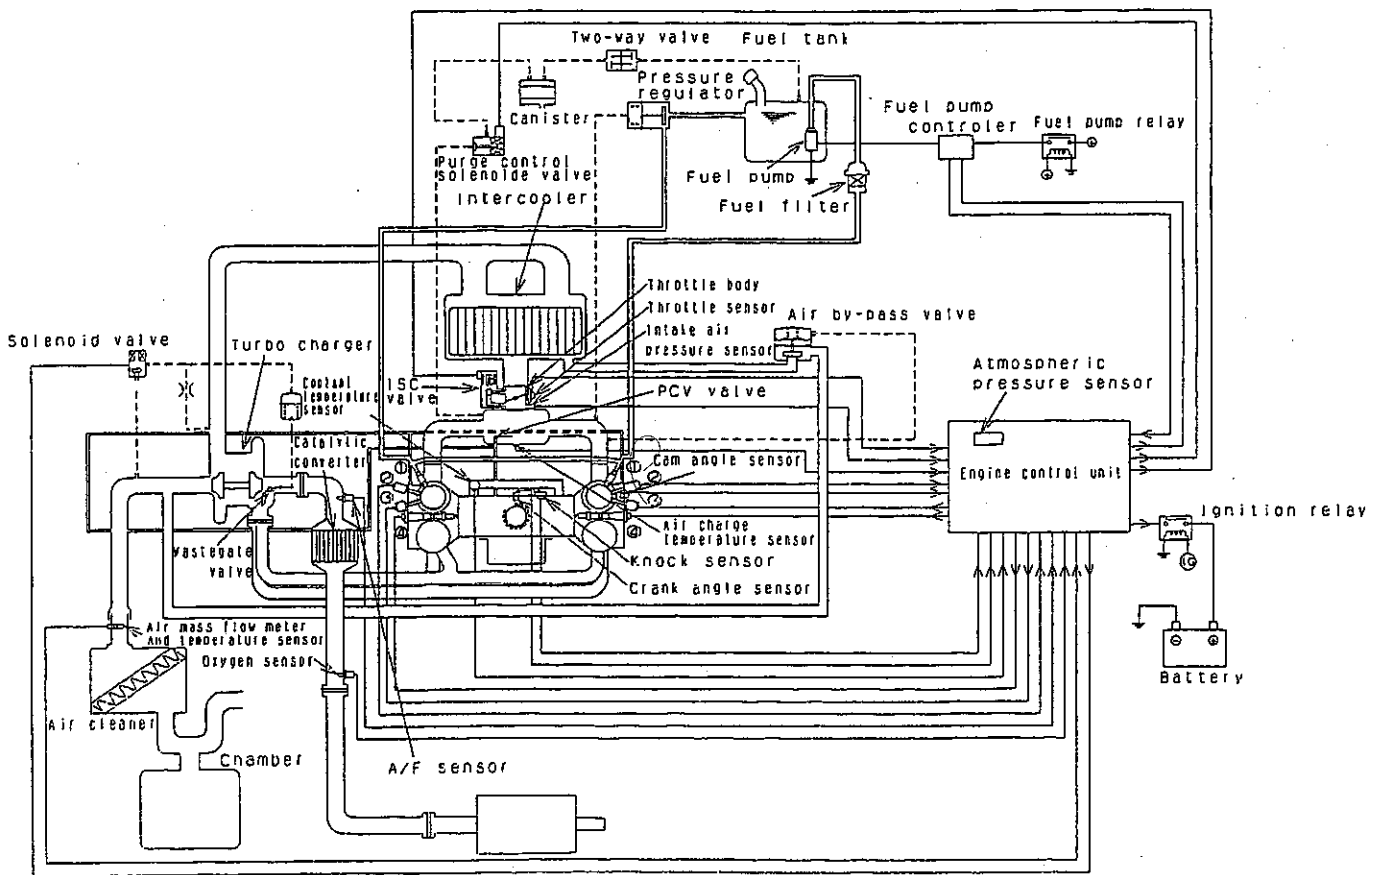 Two-way valve
Fuel tank
Pressure
regulator
Canister
Fuel pump
controler
Fuel pump relay
Purge control
solenoide valve
Fuel pump
Intercooler
Fuel filter
Throttle body
Throttle sensor
Intake air
pressure sensor
Air by-pass valve
Solenoid valve
Turbo charger
Coolant
temperature
sensor
ISC
valve
PCV valve
Atmospheric
pressure sensor
Catalytic
converter
Cam angle sensor
Engine control unit
Ignition relay
Air charge
temperature sensor
Wastegate
valve
Knock sensor
IG
Crank angle sensor
Air mass flow meter
And temperature sensor
Oxygen sensor
Battery
Air cleaner
Chamber
A/F sensor